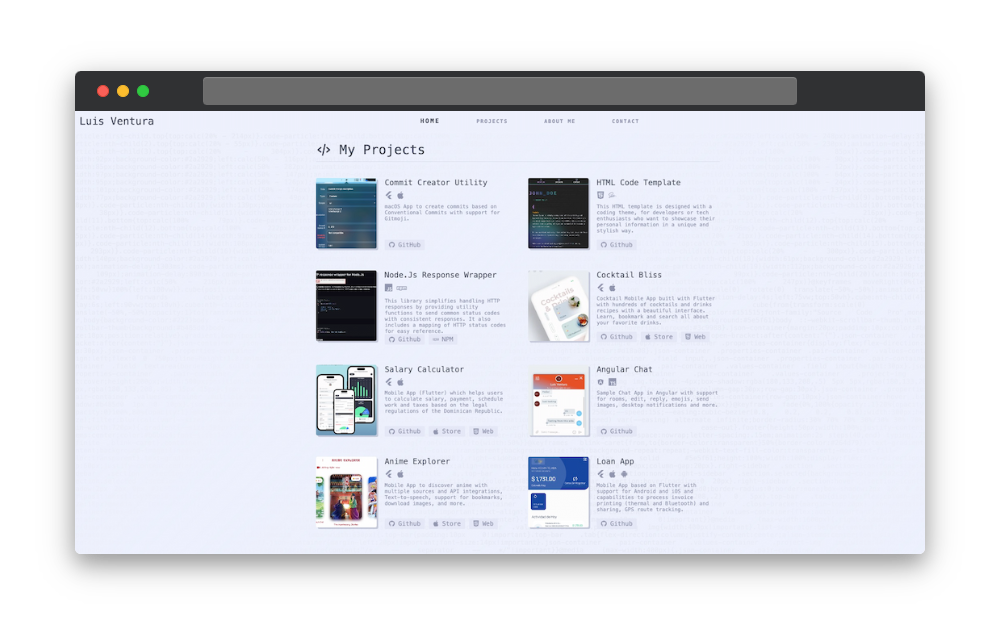 Luis Ventura
HOME PROJECTS ABOUT ME CONTACT
</> My Projects
Commit Creator Utility
macOS App to create commits based on
Conventional Commits with support for
Gitmoji.
GitHub
HTML Code Template
This HTML template is designed with a
coding theme, for developers or tech
enthusiasts who want to showcase their
personal information in a unique and
stylish way.
Github
Node.Js Response Wrapper
This library simplifies handling HTTP
responses by providing utility
functions to send common status codes
with consistent responses. It also
includes a mapping of HTTP status codes
for easy reference.
Github NPM
Cocktail Bliss
Cocktail Mobile App built with Flutter
with hundreds of cocktails and drinks
recipes with a beautiful interface.
Learn, bookmark and search all about
your favorite drinks.
Github Store Web
Salary Calculator
Mobile App (Flutter) which helps users
to calculate salary, payment, schedule
work and taxes based on the legal
regulations of the Dominican Republic.
Github Store Web
Angular Chat
Sample Chat App in Angular with support
for rooms, edit, reply, emojis, send
images, desktop notifications and more.
Github
ANIME EXPLORER
Anime Explorer
Mobile App to discover anime with
multiple sources and API integrations,
Text-to-speech, support for bookmarks,
download images, and more.
Github Store Web
$ 1,731.00
Loan App
Mobile App based on Flutter with
support for Android and iOS and
capabilities to process invoice
printing (thermal and Bluetooth) and
sharing, GPS route tracking.
Github